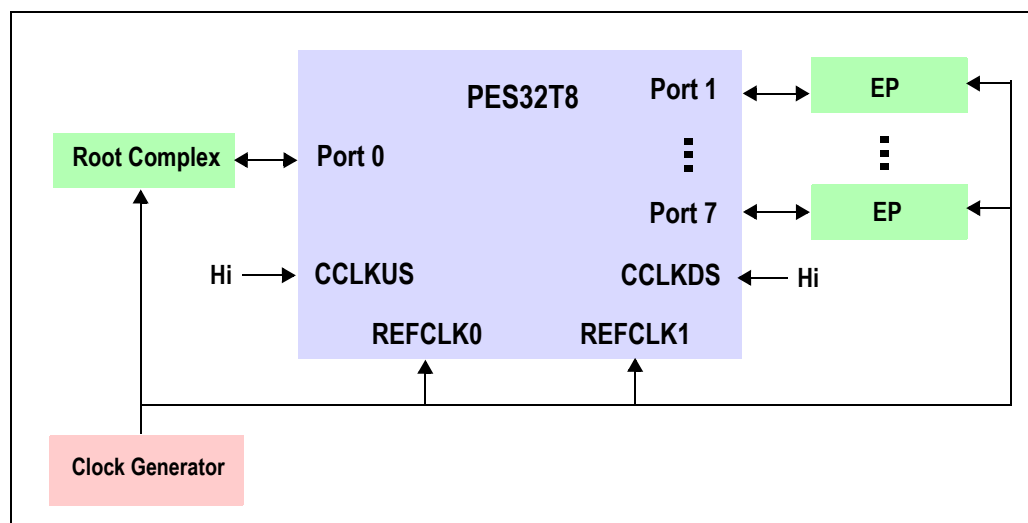 PES32T8
Port 1
EP
Root Complex
Port 0
Port 7
EP
Hi
CCLKUS
CCLKDS
Hi
REFCLK0
REFCLK1
Clock Generator